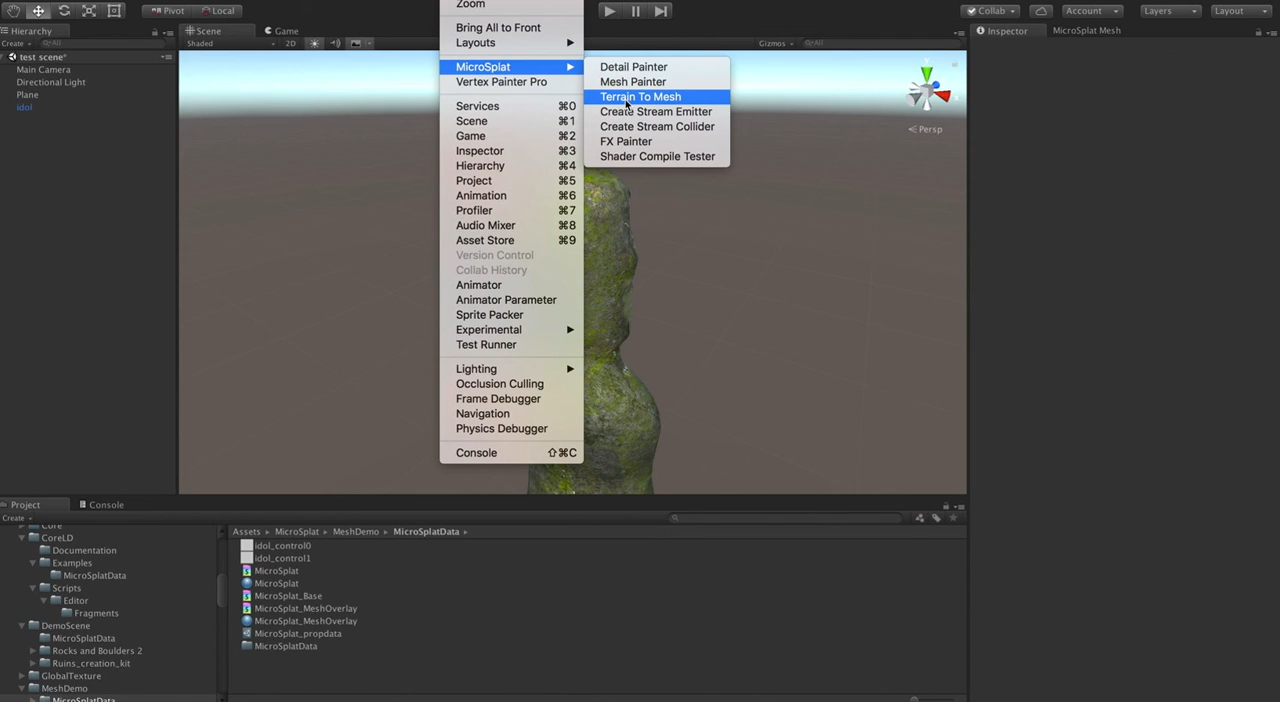 Zoom
Pivot Local Collab Account Layers Layout
Hierarchy Scene Game Inspector MicroSplat Mesh
Create All Shaded 2D Gizmos All
Bring All to Front
Layouts
test scene*
Main Camera
Directional Light
Plane
idol
MicroSplat
Vertex Painter Pro
Services ⌘0
Scene ⌘1
Game ⌘2
Inspector ⌘3
Hierarchy ⌘4
Project ⌘5
Animation ⌘6
Profiler ⌘7
Audio Mixer ⌘8
Asset Store ⌘9
Version Control
Collab History
Animator
Animator Parameter
Sprite Packer
Experimental
Test Runner
Lighting
Occlusion Culling
Frame Debugger
Navigation
Physics Debugger
Console ⇧⌘C
Detail Painter
Mesh Painter
Terrain To Mesh
Create Stream Emitter
Create Stream Collider
FX Painter
Shader Compile Tester
y
x
Persp
Project Console
Create
Core
CoreLD
Documentation
Examples
MicroSplatData
Scripts
Editor
Fragments
DemoScene
MicroSplatData
Rocks and Boulders 2
Ruins_creation_kit
GlobalTexture
MeshDemo
MicroSplatData
Assets MicroSplat MeshDemo MicroSplatData
idol_control0
idol_control1
MicroSplat
MicroSplat
MicroSplat_Base
MicroSplat_MeshOverlay
MicroSplat_MeshOverlay
MicroSplat_propdata
MicroSplatData